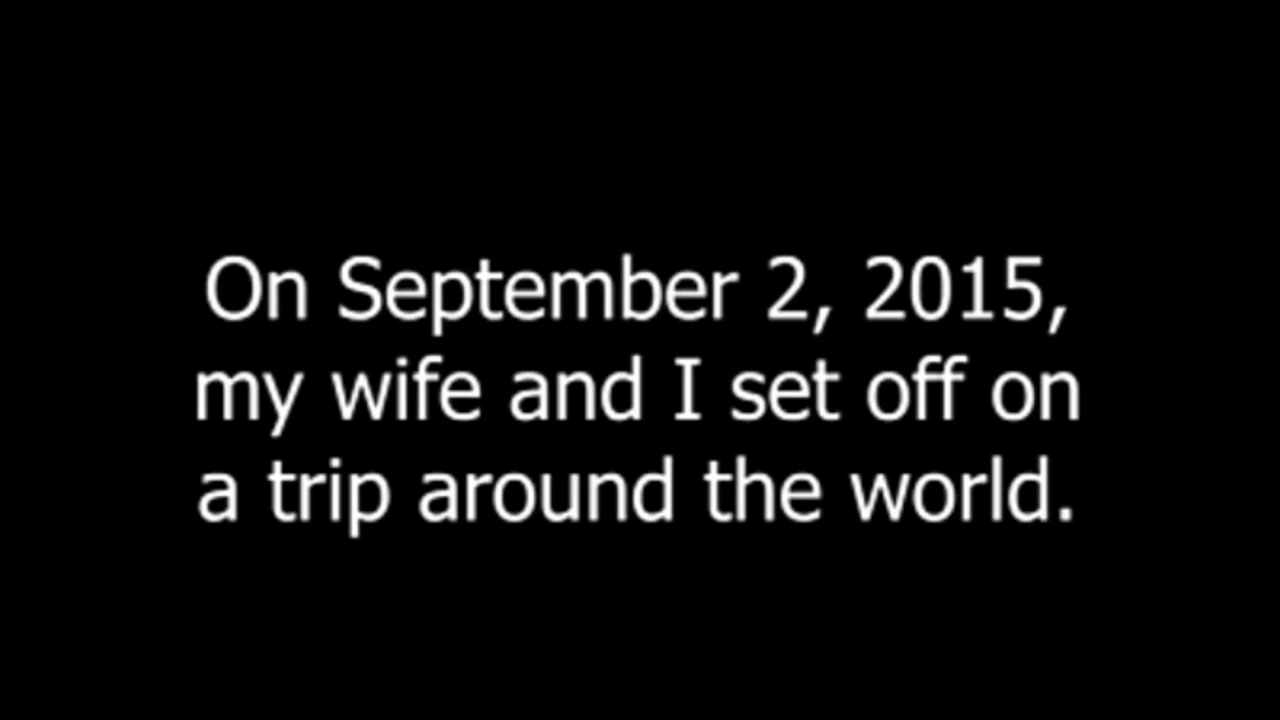 On September 2, 2015,
my wife and I set off on
a trip around the world.